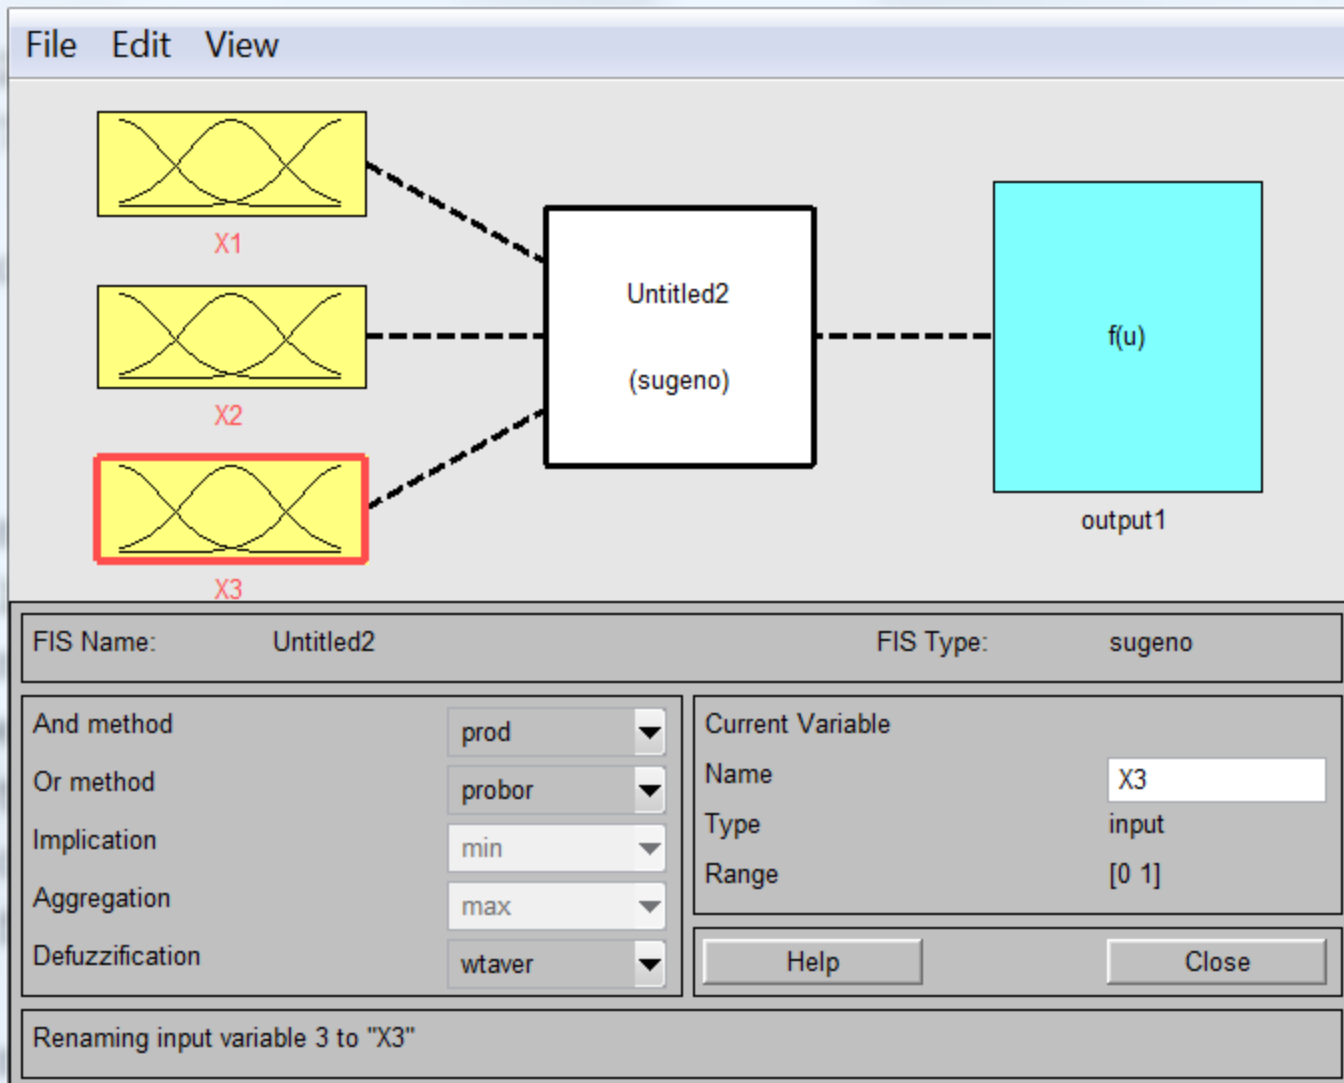 File Edit View
X1
X2
X3
Untitled2
(sugeno)
f(u)
output1
FIS Name: Untitled2 FIS Type: sugeno
And method prod
Or method probor
Implication min
Aggregation max
Defuzzification wtaver
Current Variable
Name X3
Type input
Range [0 1]
Help Close
Renaming input variable 3 to "X3"